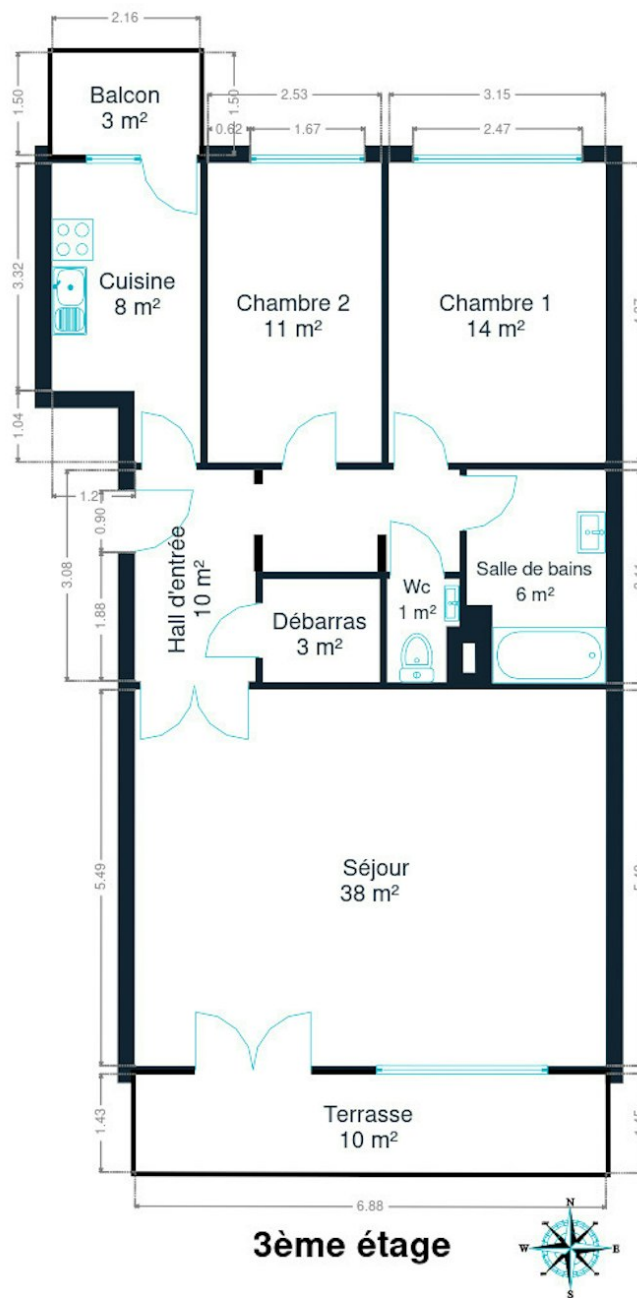 2.16
1.50
Balcon
3 m²
1.50
2.53
3.15
0.62
1.67
2.47
3.32
Cuisine
8 m²
Chambre 2
11 m²
Chambre 1
14 m²
1.04
0.90
3.08
1.88
Hall d'entrée
10 m²
Débarras
3 m²
Wc
1 m²
Salle de bains
6 m²
5.49
Séjour
38 m²
1.43
Terrasse
10 m²
6.88
3ème étage
N
W
E
S